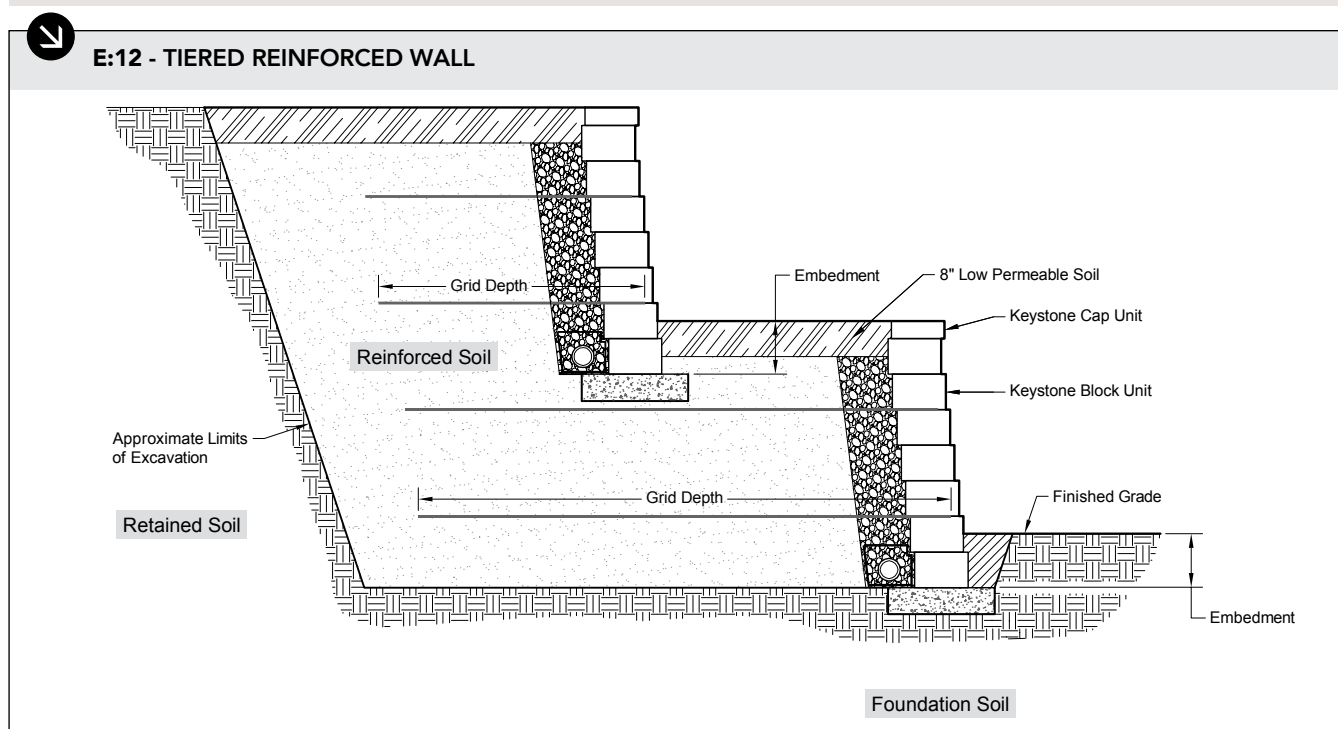 E:12 - TIERED REINFORCED WALL
Embedment
8" Low Permeable Soil
Grid Depth
Keystone Cap Unit
Reinforced Soil
Keystone Block Unit
Approximate Limits
of Excavation
Grid Depth
Finished Grade
Retained Soil
Embedment
Foundation Soil